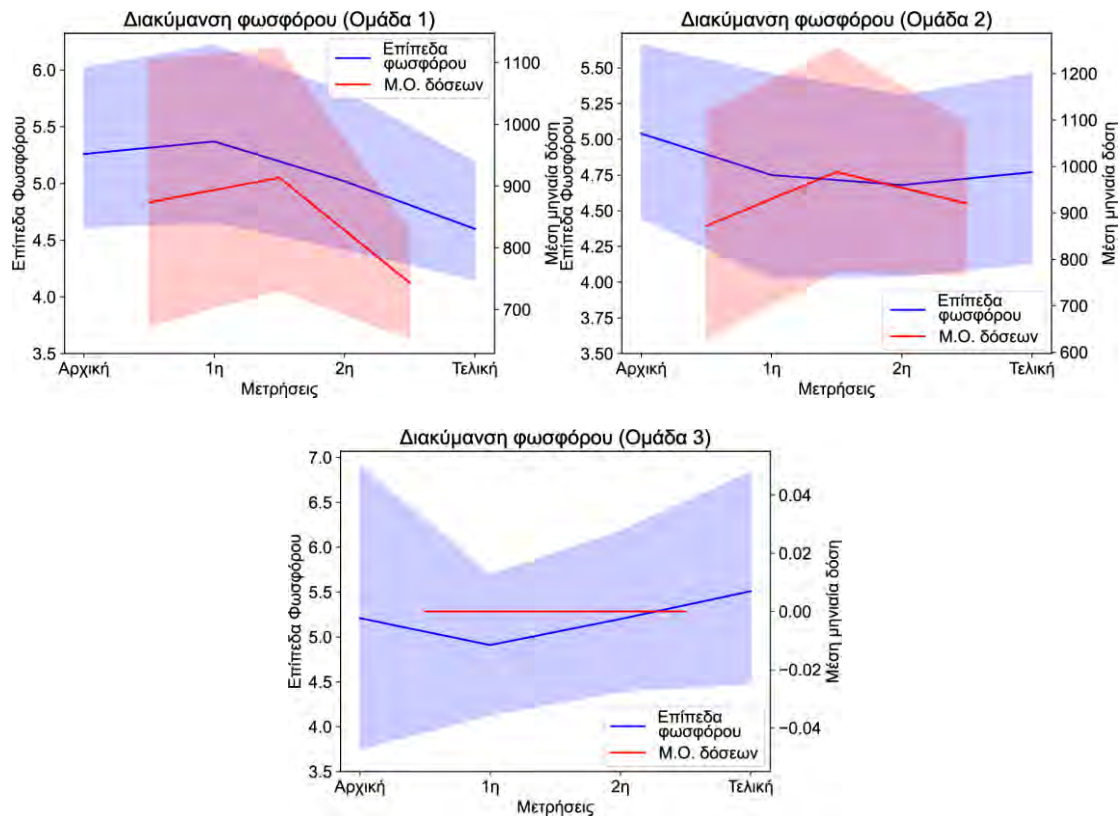 Διακύμανση φωσφόρου (Ομάδα 1)
Επίπεδα Φωσφόρου
6.0
5.5
5.0
4.5
4.0
3.5
Επίπεδα
φωσφόρου
Μ.Ο. δόσεων
1100
1000
900
800
700
Μέση μηνιαία δόση
Αρχική 1η 2η Τελική
Μετρήσεις
Διακύμανση φωσφόρου (Ομάδα 2)
Επίπεδα Φωσφόρου
5.50
5.25
5.00
4.75
4.50
4.25
4.00
3.75
3.50
Επίπεδα
φωσφόρου
Μ.Ο. δόσεων
1200
1100
1000
900
800
700
600
Μέση μηνιαία δόση
Αρχική 1η 2η Τελική
Μετρήσεις
Διακύμανση φωσφόρου (Ομάδα 3)
Επίπεδα Φωσφόρου
7.0
6.5
6.0
5.5
5.0
4.5
4.0
3.5
Επίπεδα
φωσφόρου
Μ.Ο. δόσεων
0.04
0.02
0.00
−0.02
−0.04
Μέση μηνιαία δόση
Αρχική 1η 2η Τελική
Μετρήσεις